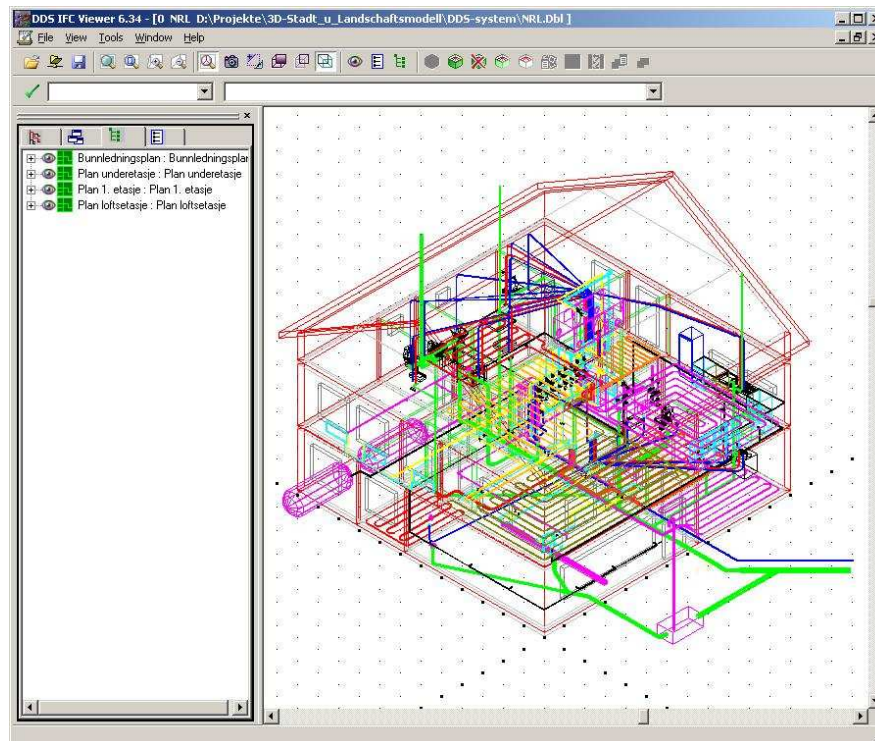 DDS IFC Viewer 6.34 - [0 NRL D:\Projekte\3D-Stadt_u_Landschaftsmodell\DDS-system\NRL.Dbl ]
File View Tools Window Help
Bunnledningsplan : Bunnledningsplan
Plan underetasje : Plan underetasje
Plan 1. etasje : Plan 1. etasje
Plan loftsetasje : Plan loftsetasje